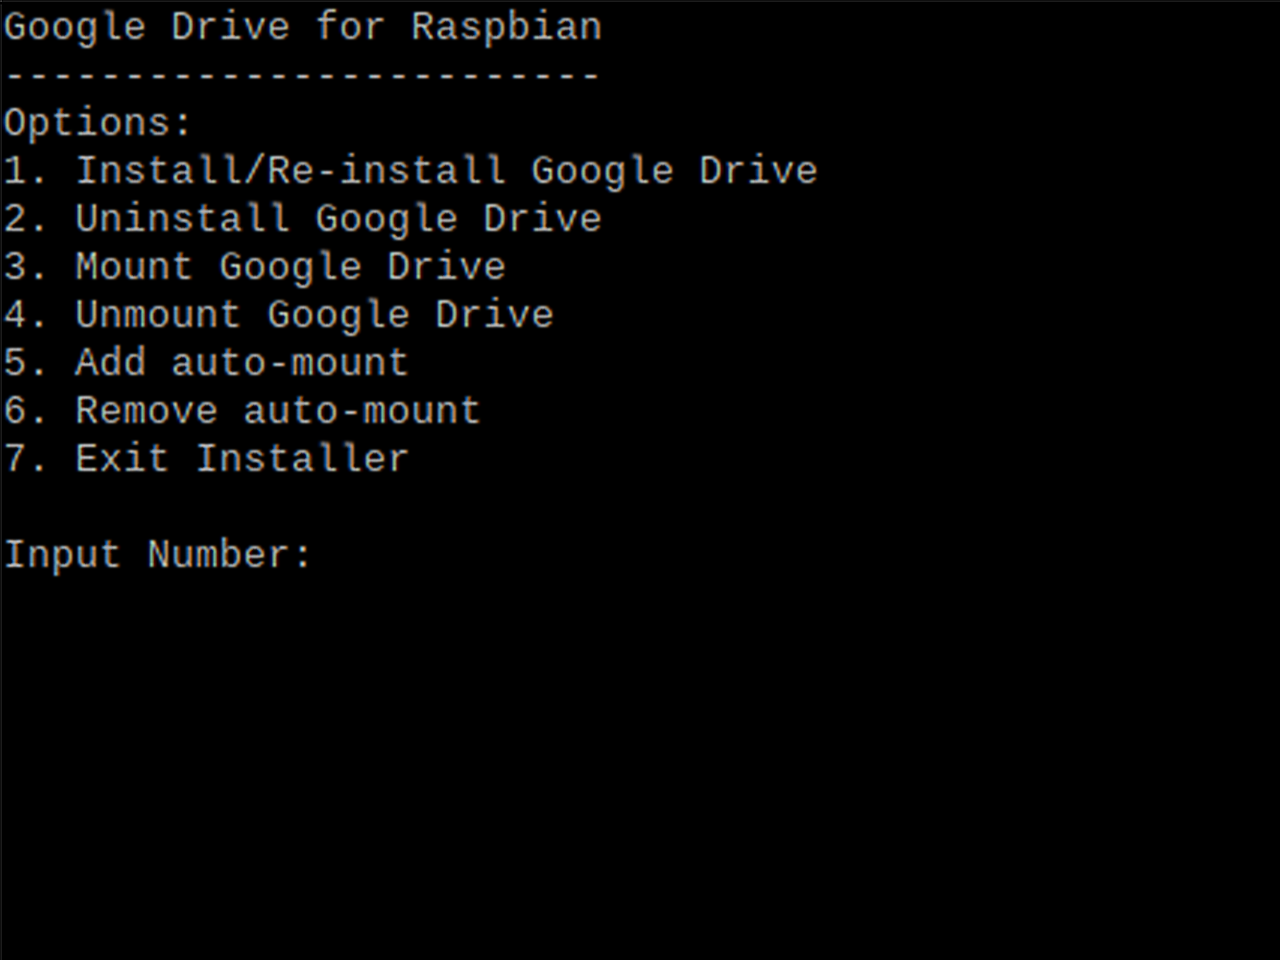 Google Drive for Raspbian
-------------------------
Options:
1. Install/Re-install Google Drive
2. Uninstall Google Drive
3. Mount Google Drive
4. Unmount Google Drive
5. Add auto-mount
6. Remove auto-mount
7. Exit Installer
Input Number: